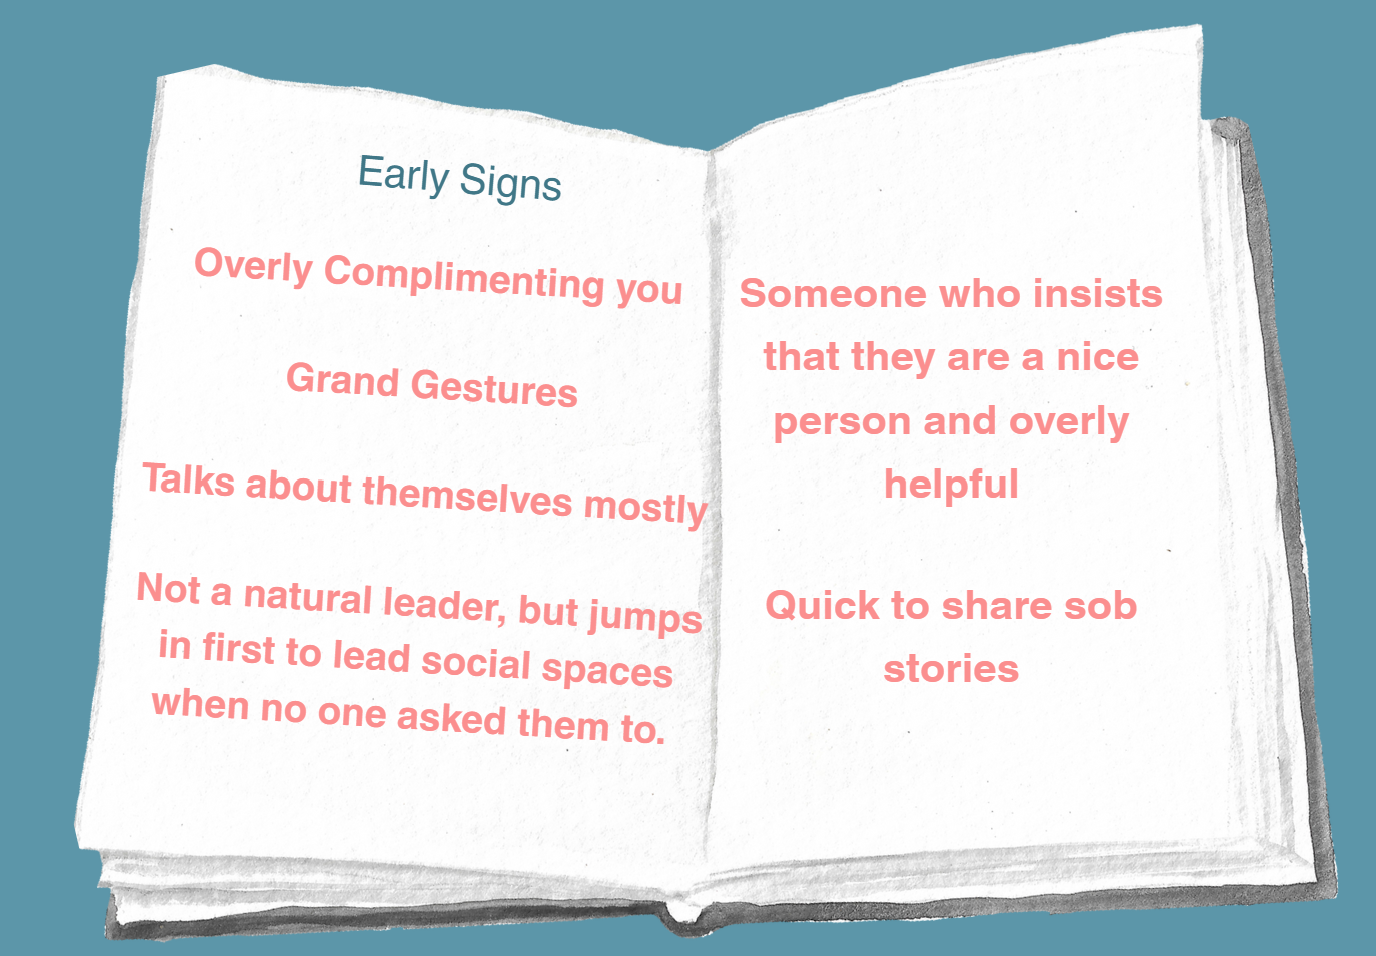 Early Signs
Overly Complimenting you
Grand Gestures
Talks about themselves mostly
Not a natural leader, but jumps
in first to lead social spaces
when no one asked them to.
Someone who insists
that they are a nice
person and overly
helpful
Quick to share sob
stories